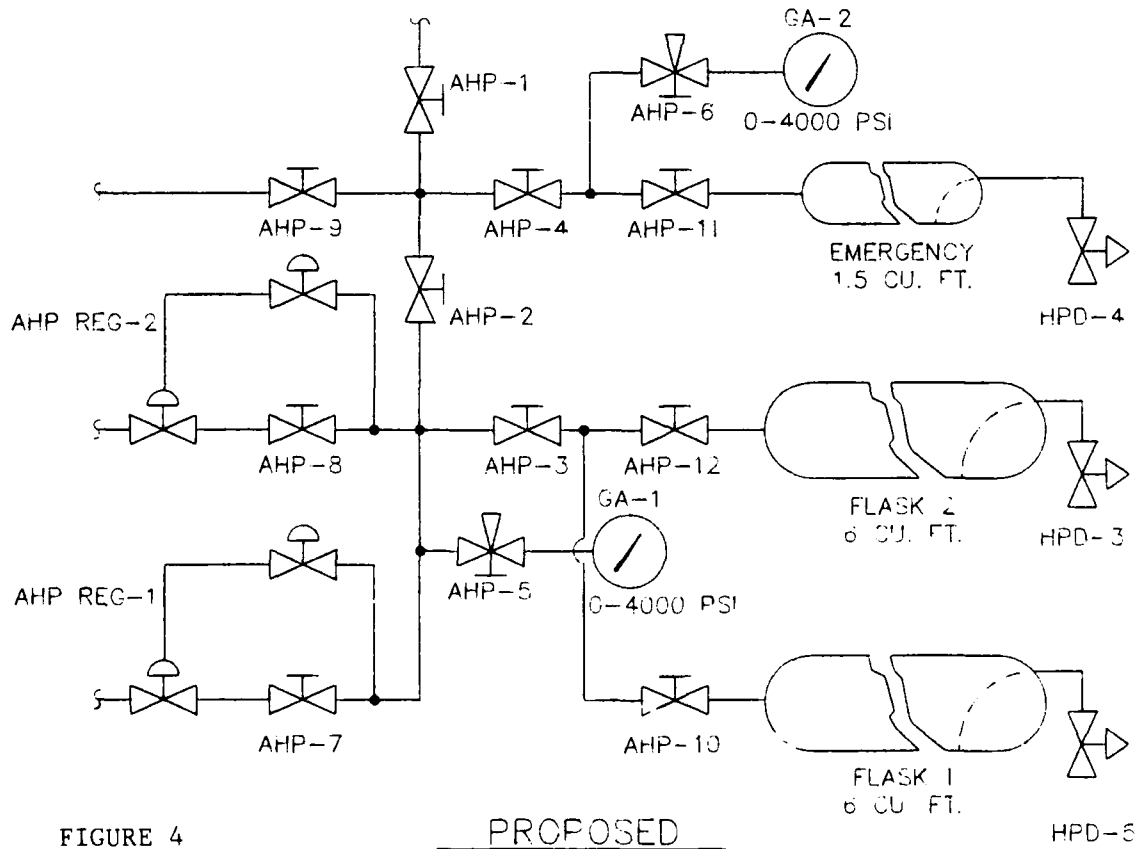 GA-2
AHP-1
AHP-6
0-4000 PSI
AHP-9
AHP-4
AHP-11
EMERGENCY
1.5 CU. FT.
HPD-4
AHP-2
AHP REG-2
AHP-8
AHP-3
AHP-12
GA-1
FLASK 2
6 CU. FT.
HPD-3
AHP REG-1
AHP-5
0-4000 PSI
AHP-7
AHP-10
FLASK 1
6 CU FT.
HPD-5
FIGURE 4
PROPOSED